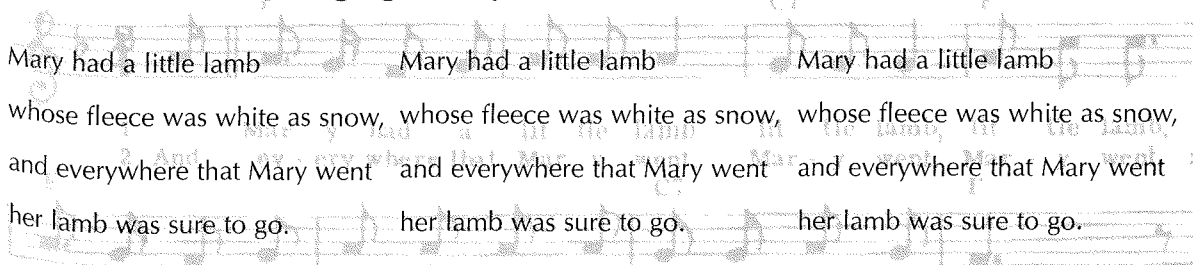 Mary had a little lamb Mary had a little lamb Mary had a little lamb
whose fleece was white as snow, whose fleece was white as snow, whose fleece was white as snow,
and everywhere that Mary went and everywhere that Mary went and everywhere that Mary went
her lamb was sure to go. her lamb was sure to go. her lamb was sure to go.